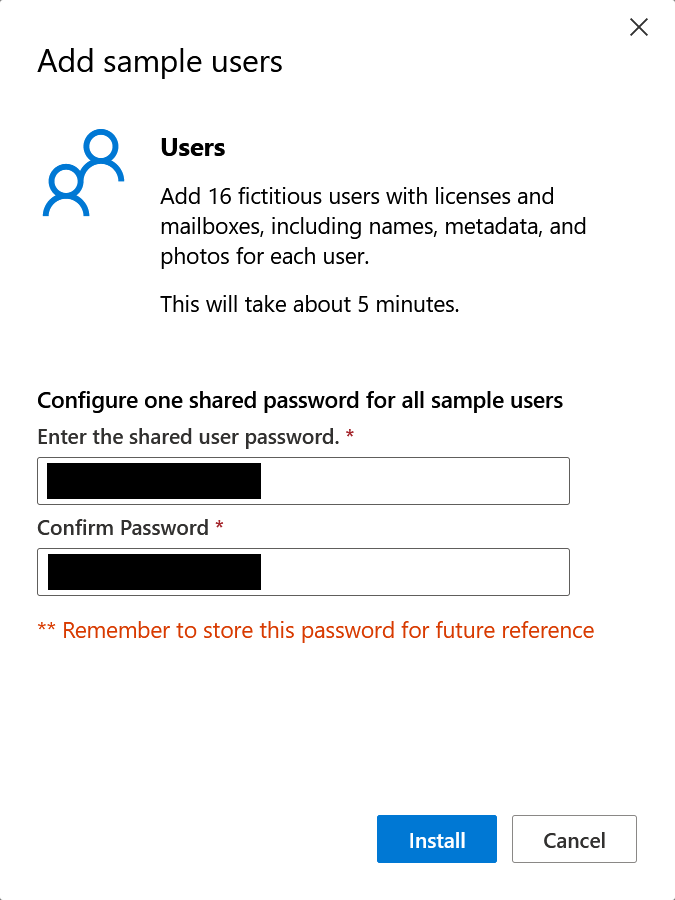 Add sample users
Users
Add 16 fictitious users with licenses and
mailboxes, including names, metadata, and
photos for each user.
This will take about 5 minutes.
Configure one shared password for all sample users
Enter the shared user password. *
Confirm Password *
** Remember to store this password for future reference
Install
Cancel